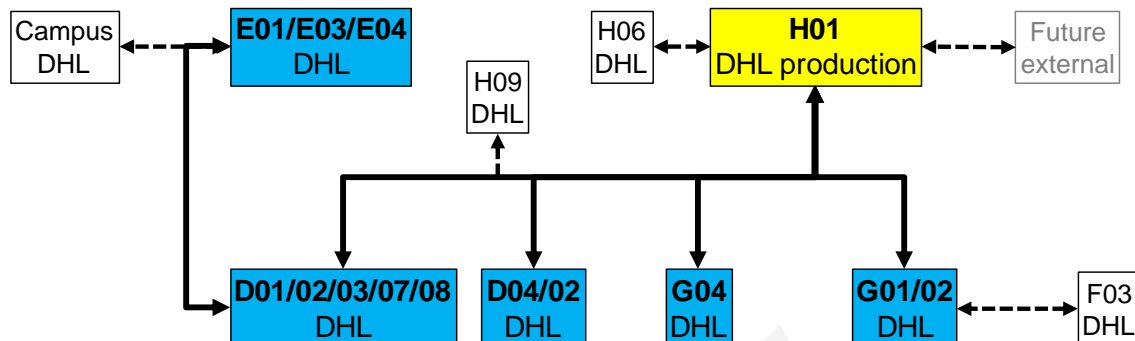 Campus
DHL
E01/E03/E04
DHL
H06
DHL
H01
DHL production
Future
external
H09
DHL
D01/02/03/07/08
DHL
D04/02
DHL
G04
DHL
G01/02
DHL
F03
DHL